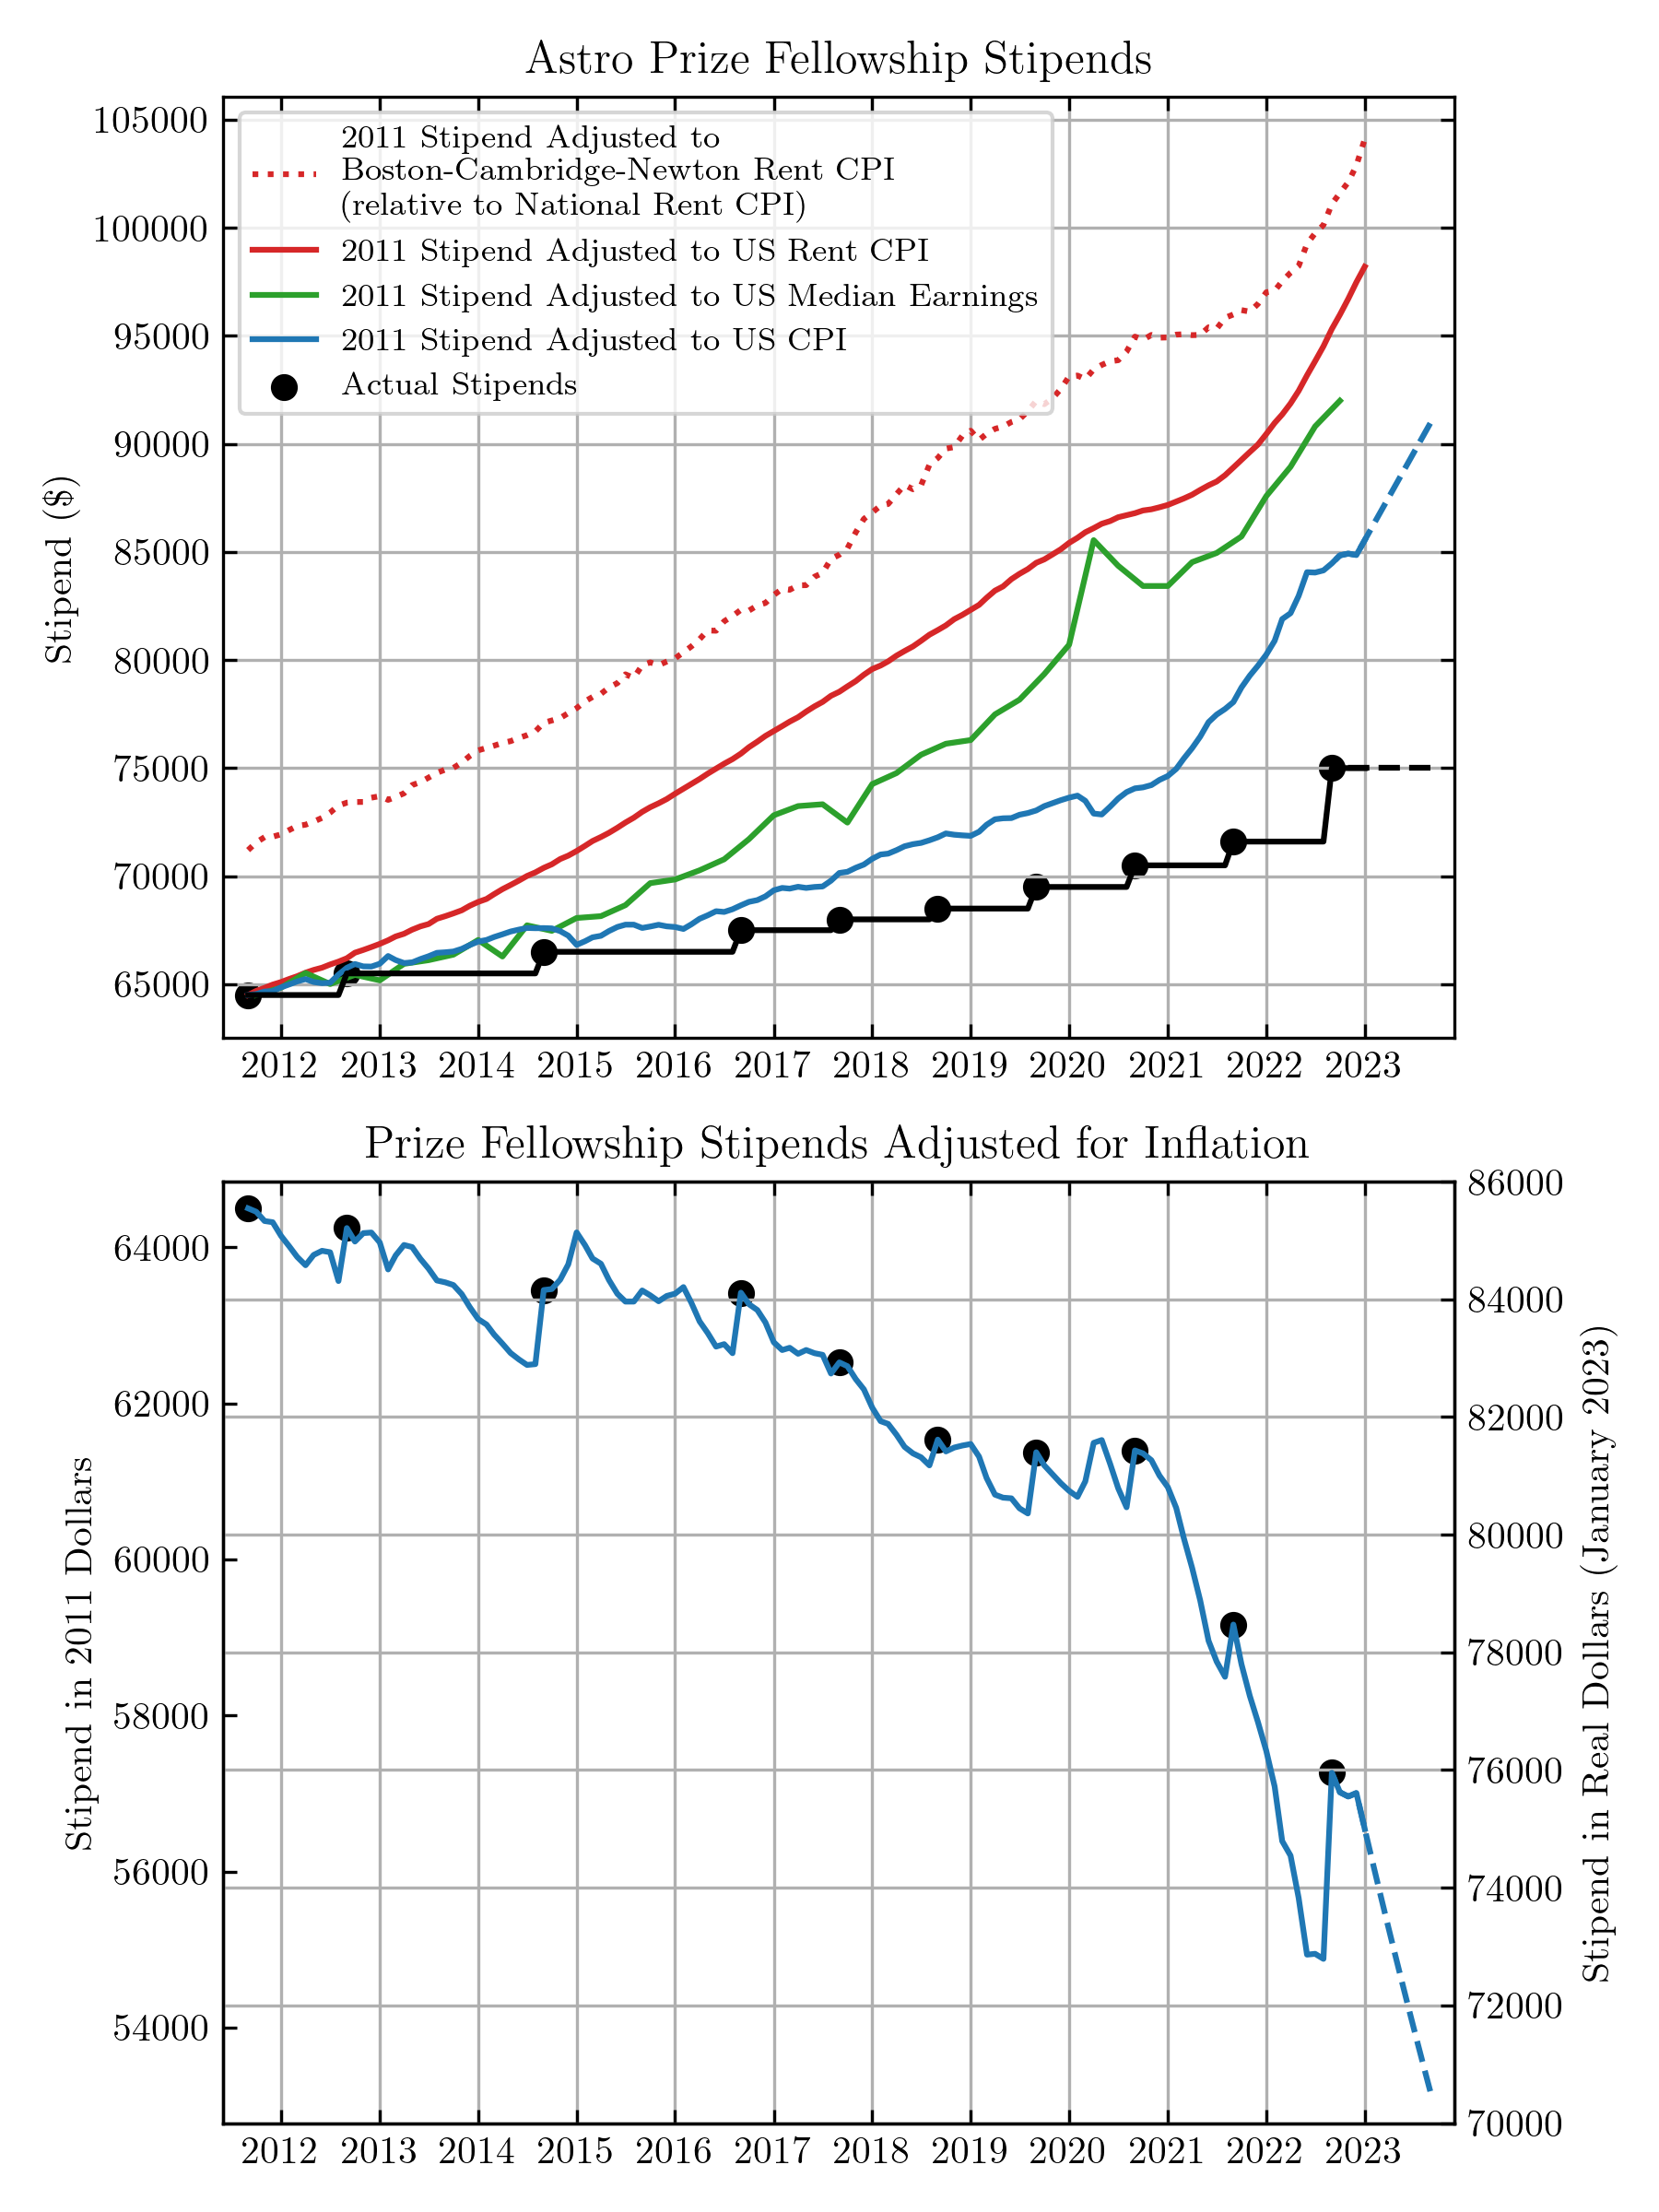 Astro Prize Fellowship Stipends
105000
100000
95000
90000
85000
80000
75000
70000
65000
Stipend ($)
2011 Stipend Adjusted to
Boston-Cambridge-Newton Rent CPI
(relative to National Rent CPI)
2011 Stipend Adjusted to US Rent CPI
2011 Stipend Adjusted to US Median Earnings
2011 Stipend Adjusted to US CPI
Actual Stipends
2012 2013 2014 2015 2016 2017 2018 2019 2020 2021 2022 2023
Prize Fellowship Stipends Adjusted for Inflation
64000
62000
60000
58000
56000
54000
Stipend in 2011 Dollars
86000
84000
82000
80000
78000
76000
74000
72000
70000
Stipend in Real Dollars (January 2023)
2012 2013 2014 2015 2016 2017 2018 2019 2020 2021 2022 2023